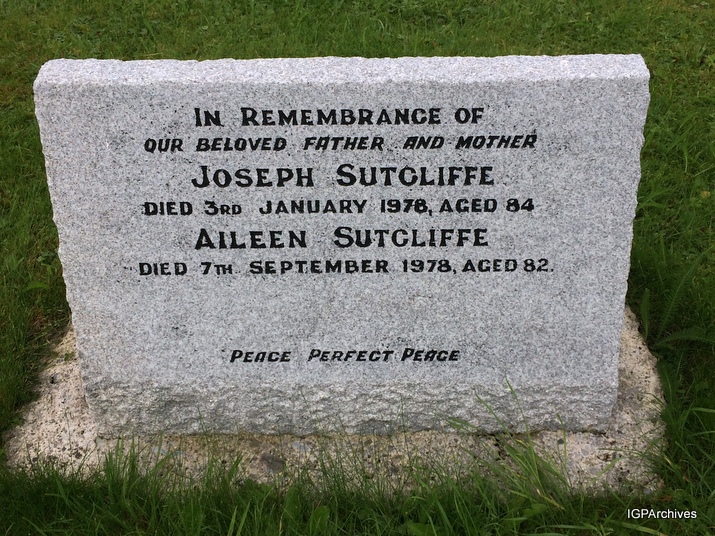 IN REMEMBRANCE OF
OUR BELOVED FATHER AND MOTHER
JOSEPH SUTCLIFFE
DIED 3RD JANUARY 1978, AGED 84
AILEEN SUTCLIFFE
DIED 7TH SEPTEMBER 1978, AGED 82.
PEACE PERFECT PEACE
IGPArchives